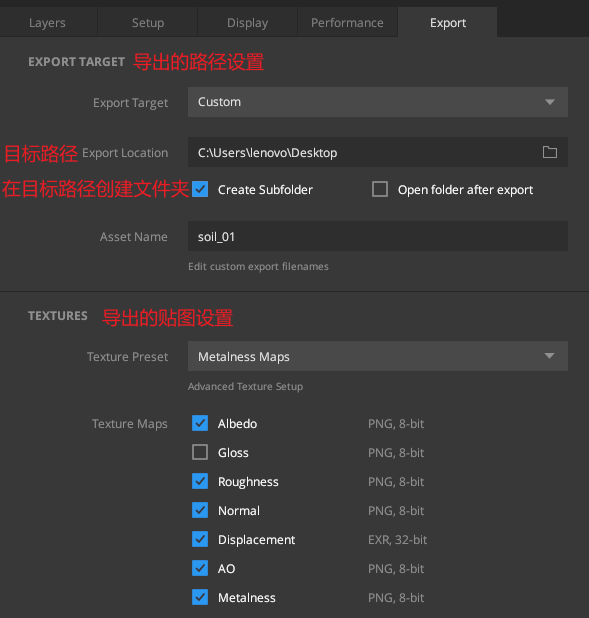 Layers Setup Display Performance Export
EXPORT TARGET 导出的路径设置
Export Target Custom
目标路径 Export Location C:\Users\lenovo\Desktop
在目标路径创建文件夹 Create Subfolder Open folder after export
Asset Name soil_01
Edit custom export filenames
TEXTURES 导出的贴图设置
Texture Preset Metalness Maps
Advanced Texture Setup
Texture Maps Albedo PNG, 8-bit
Gloss PNG, 8-bit
Roughness PNG, 8-bit
Normal PNG, 8-bit
Displacement EXR, 32-bit
AO PNG, 8-bit
Metalness PNG, 8-bit